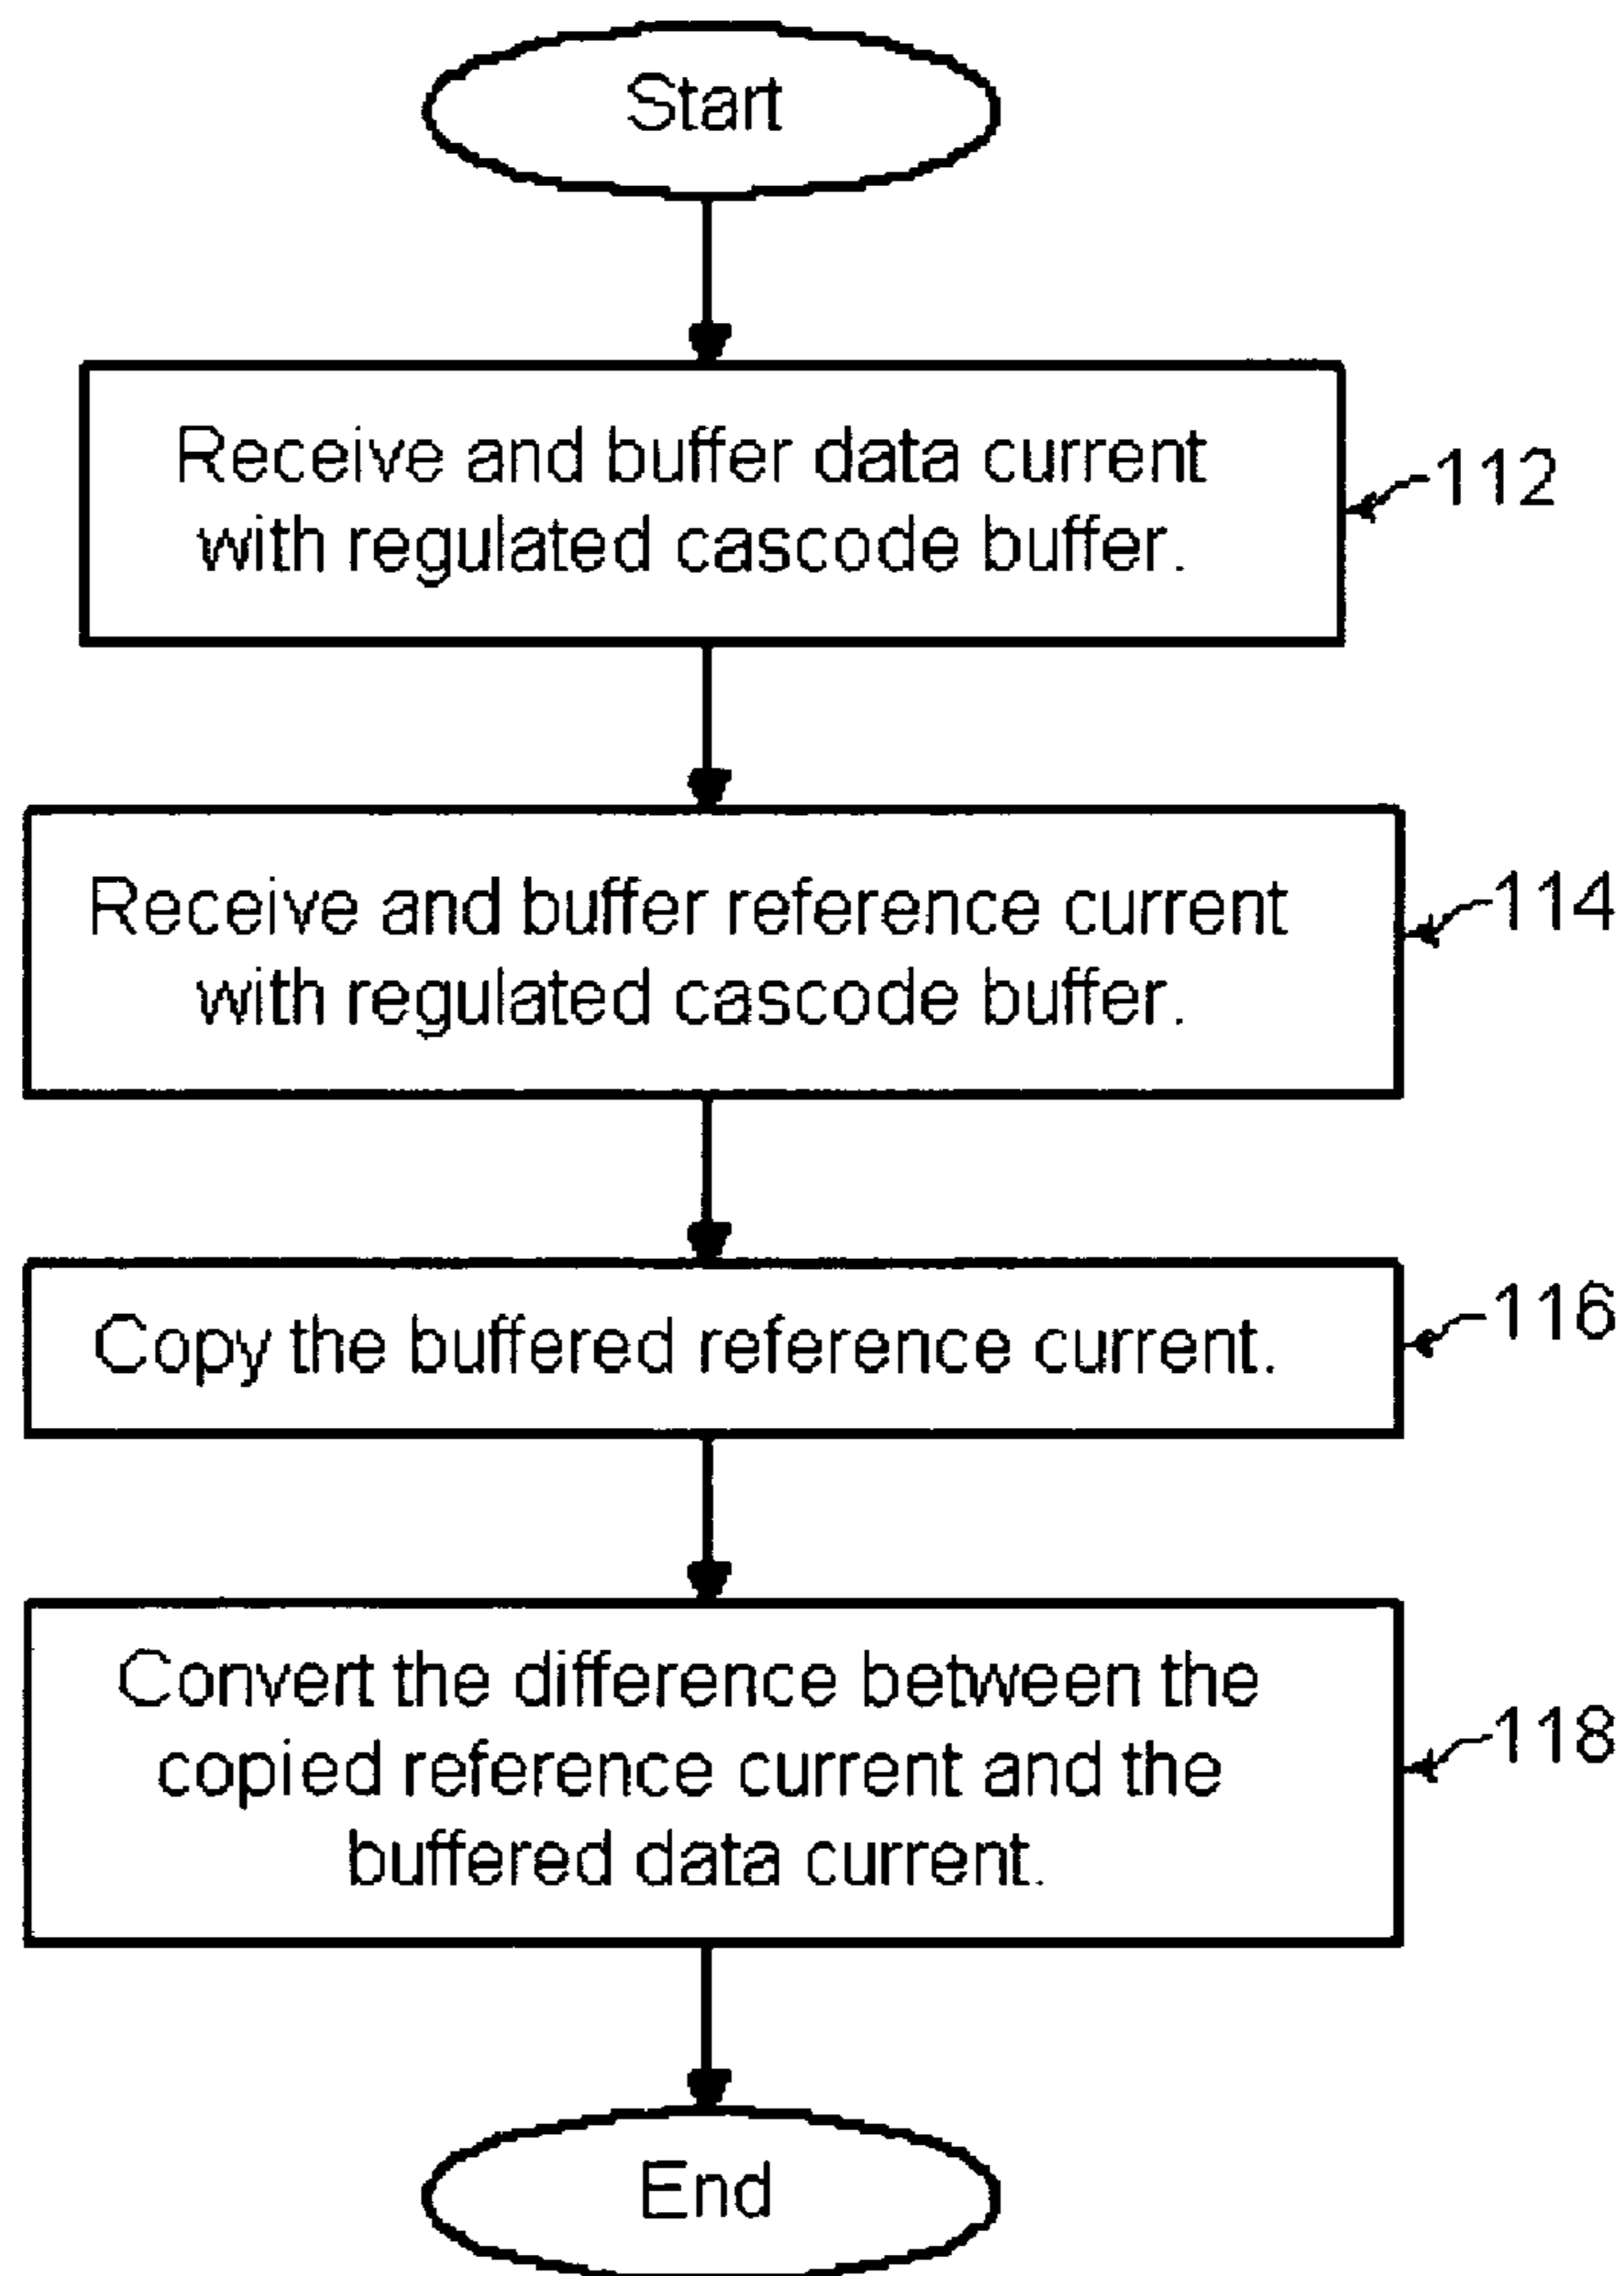 Start
Receive and buffer data current
with regulated cascode buffer.
112
Receive and buffer reference current
with regulated cascode buffer.
114
Copy the buffered reference current.
116
Convert the difference between the
copied reference current and the
buffered data current.
118
End